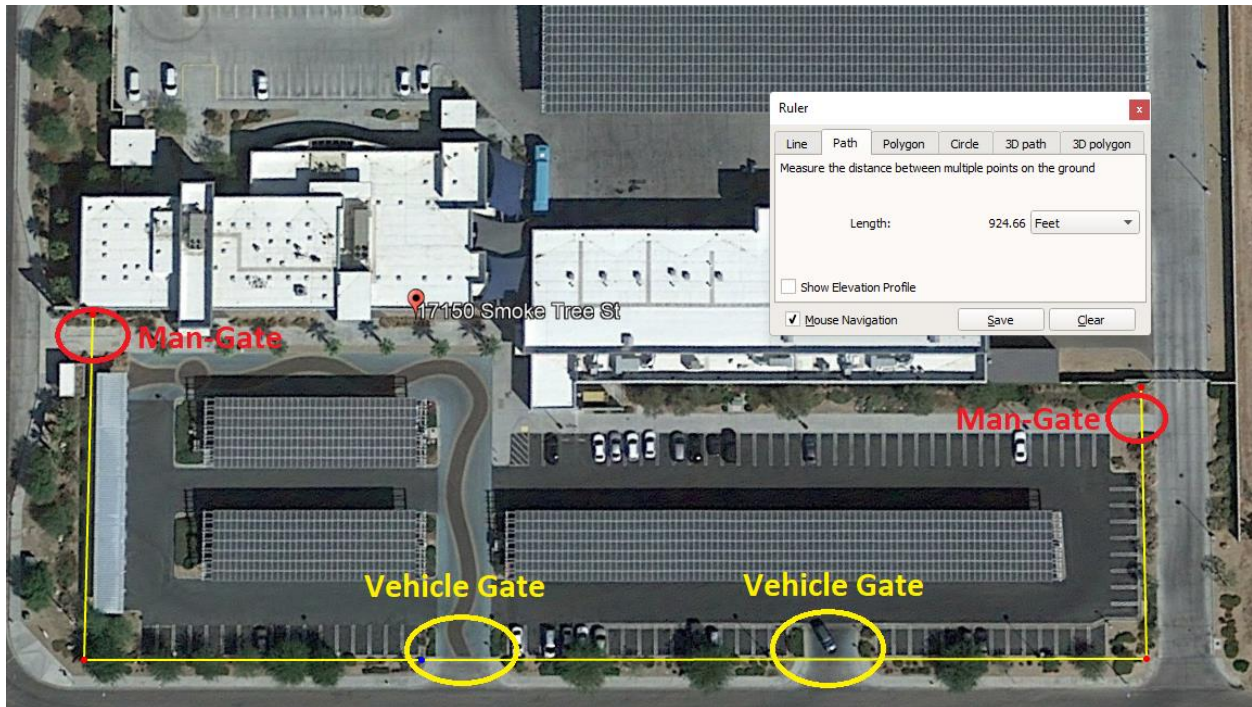 Ruler
x
Line Path Polygon Circle 3D path 3D polygon
Measure the distance between multiple points on the ground
Length: 924.66 Feet
Show Elevation Profile
Mouse Navigation Save Clear
17150 Smoke Tree St
Man-Gate
Man-Gate
Vehicle Gate
Vehicle Gate